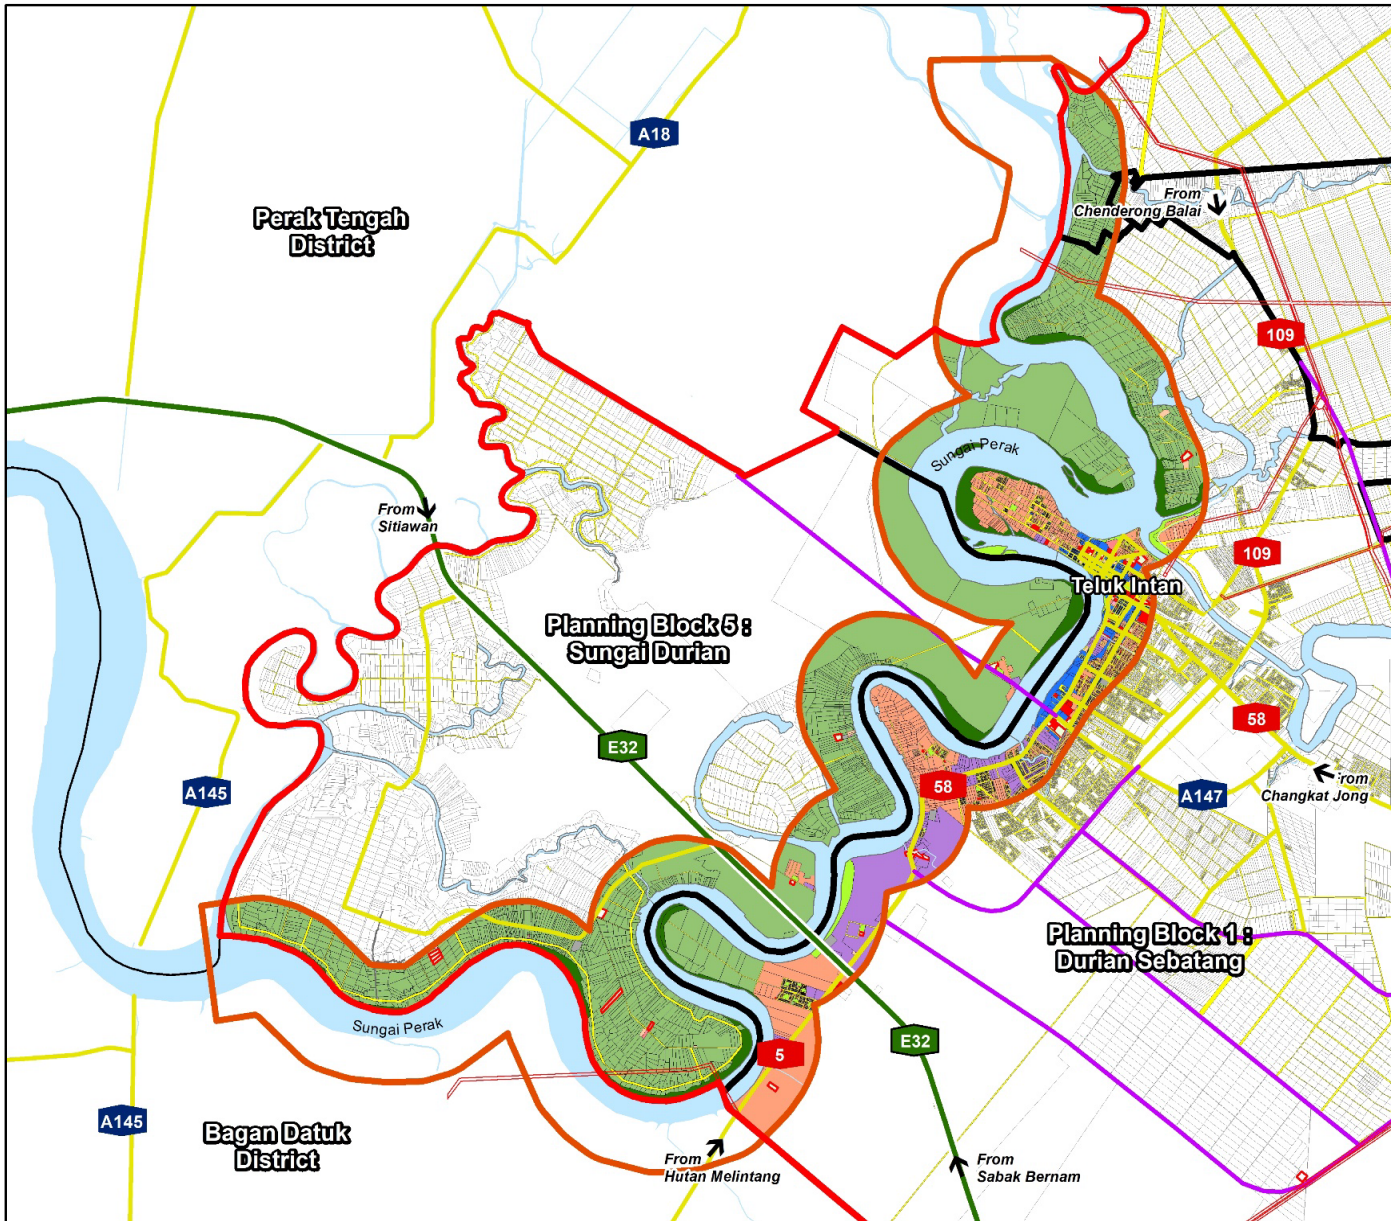 A18
From
Chenderong Balai
Perak Tengah
District
109
Sungai Perak
From
Sitiawan
109
Teluk Intan
Planning Block 5 :
Sungai Durian
58
E32
From
Changkat Jong
A145
58
A147
Planning Block 1 :
Durian Sebatang
Sungai Perak
E32
5
A145
Bagan Datuk
District
From
Hutan Melintang
From
Sabak Bernam